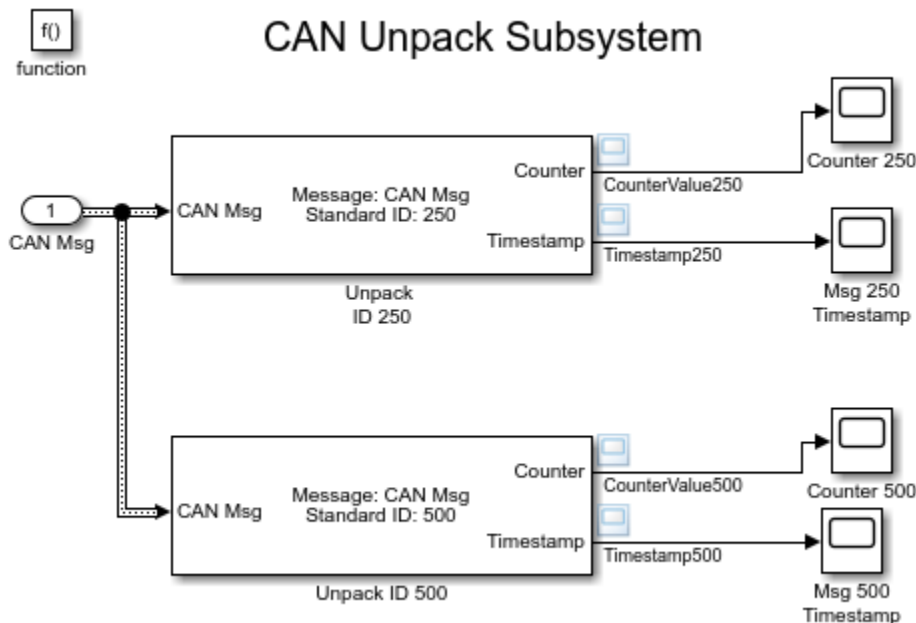 f()
function
CAN Unpack Subsystem
1
CAN Msg
CAN Msg
Message: CAN Msg
Standard ID: 250
Counter
Timestamp
Unpack
ID 250
CounterValue250
Timestamp250
Counter 250
Msg 250
Timestamp
CAN Msg
Message: CAN Msg
Standard ID: 500
Counter
Timestamp
Unpack ID 500
CounterValue500
Timestamp500
Counter 500
Msg 500
Timestamp